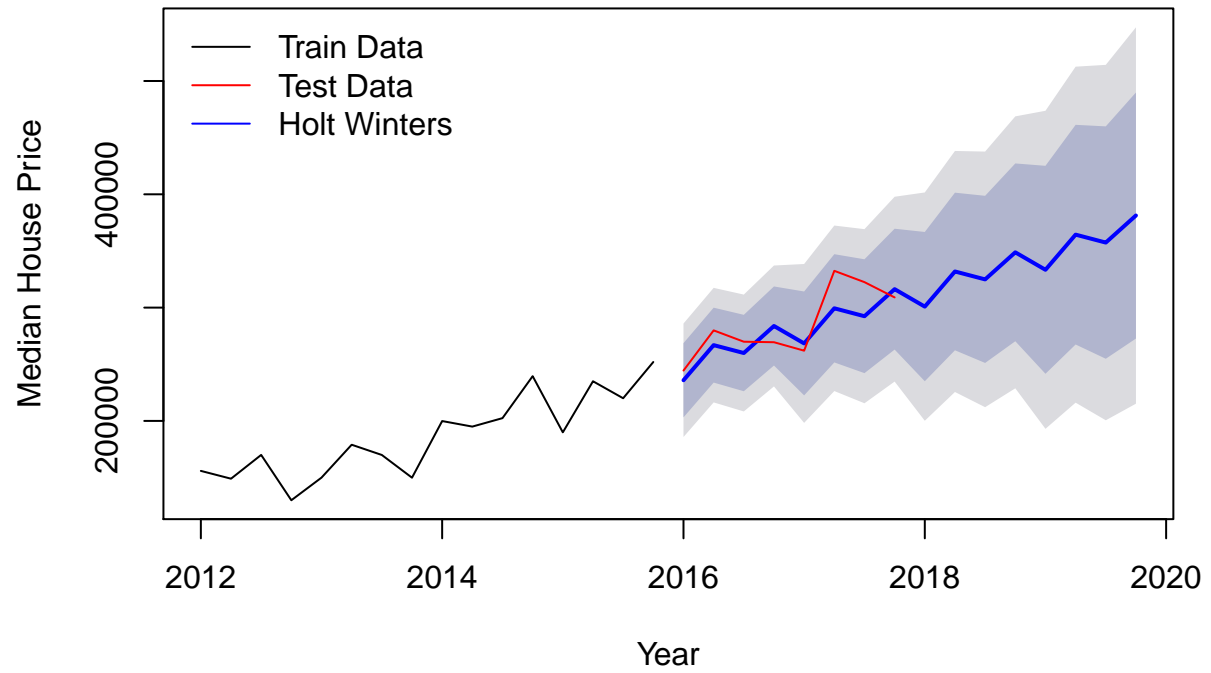 Train Data
Test Data
Holt Winters
Median House Price
400000
200000
2012 2014 2016 2018 2020
Year